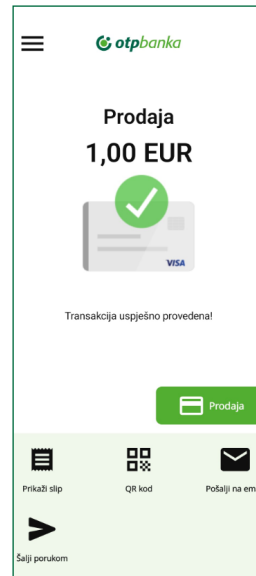 otpbanka
Prodaja
1,00 EUR
VISA
Transakcija uspješno provedena!
Prodaja
Prikaži slip
QR kod
Pošalji na em
Šalji porukom